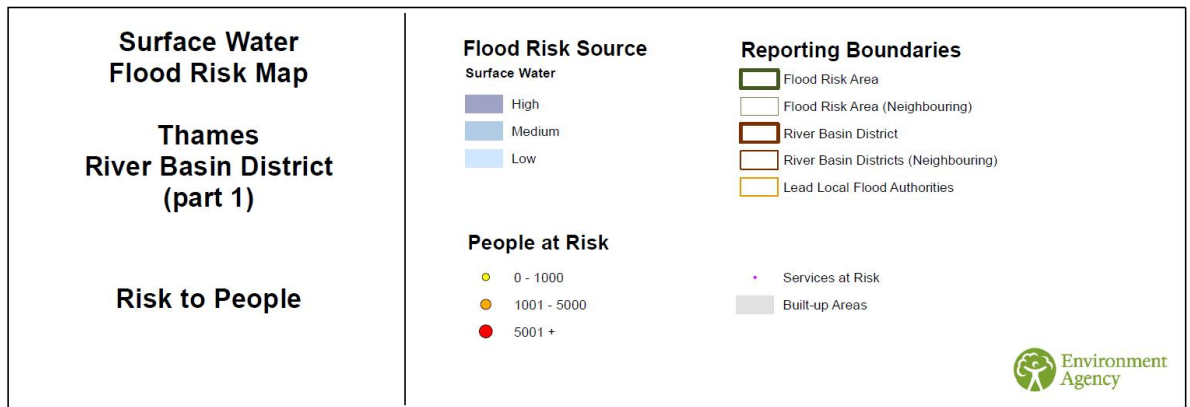 Surface Water
Flood Risk Map
Thames
River Basin District
(part 1)
Risk to People
Flood Risk Source
Surface Water
High
Medium
Low
People at Risk
0 - 1000
1001 - 5000
5001 +
Reporting Boundaries
Flood Risk Area
Flood Risk Area (Neighbouring)
River Basin District
River Basin Districts (Neighbouring)
Lead Local Flood Authorities
Services at Risk
Built-up Areas
Environment
Agency